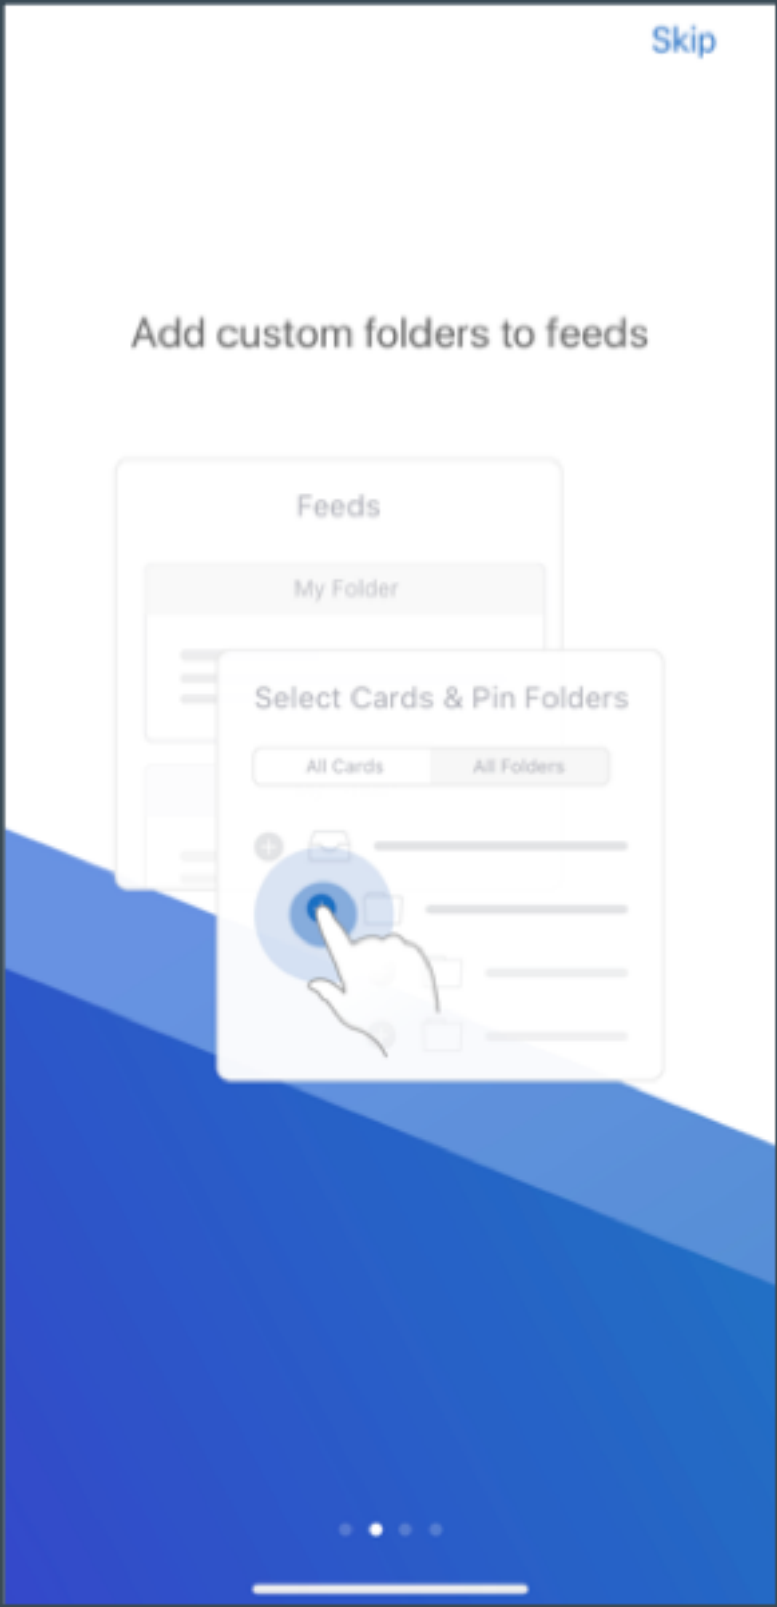 Skip
Add custom folders to feeds
Feeds
My Folder
Select Cards & Pin Folders
All Cards
All Folders